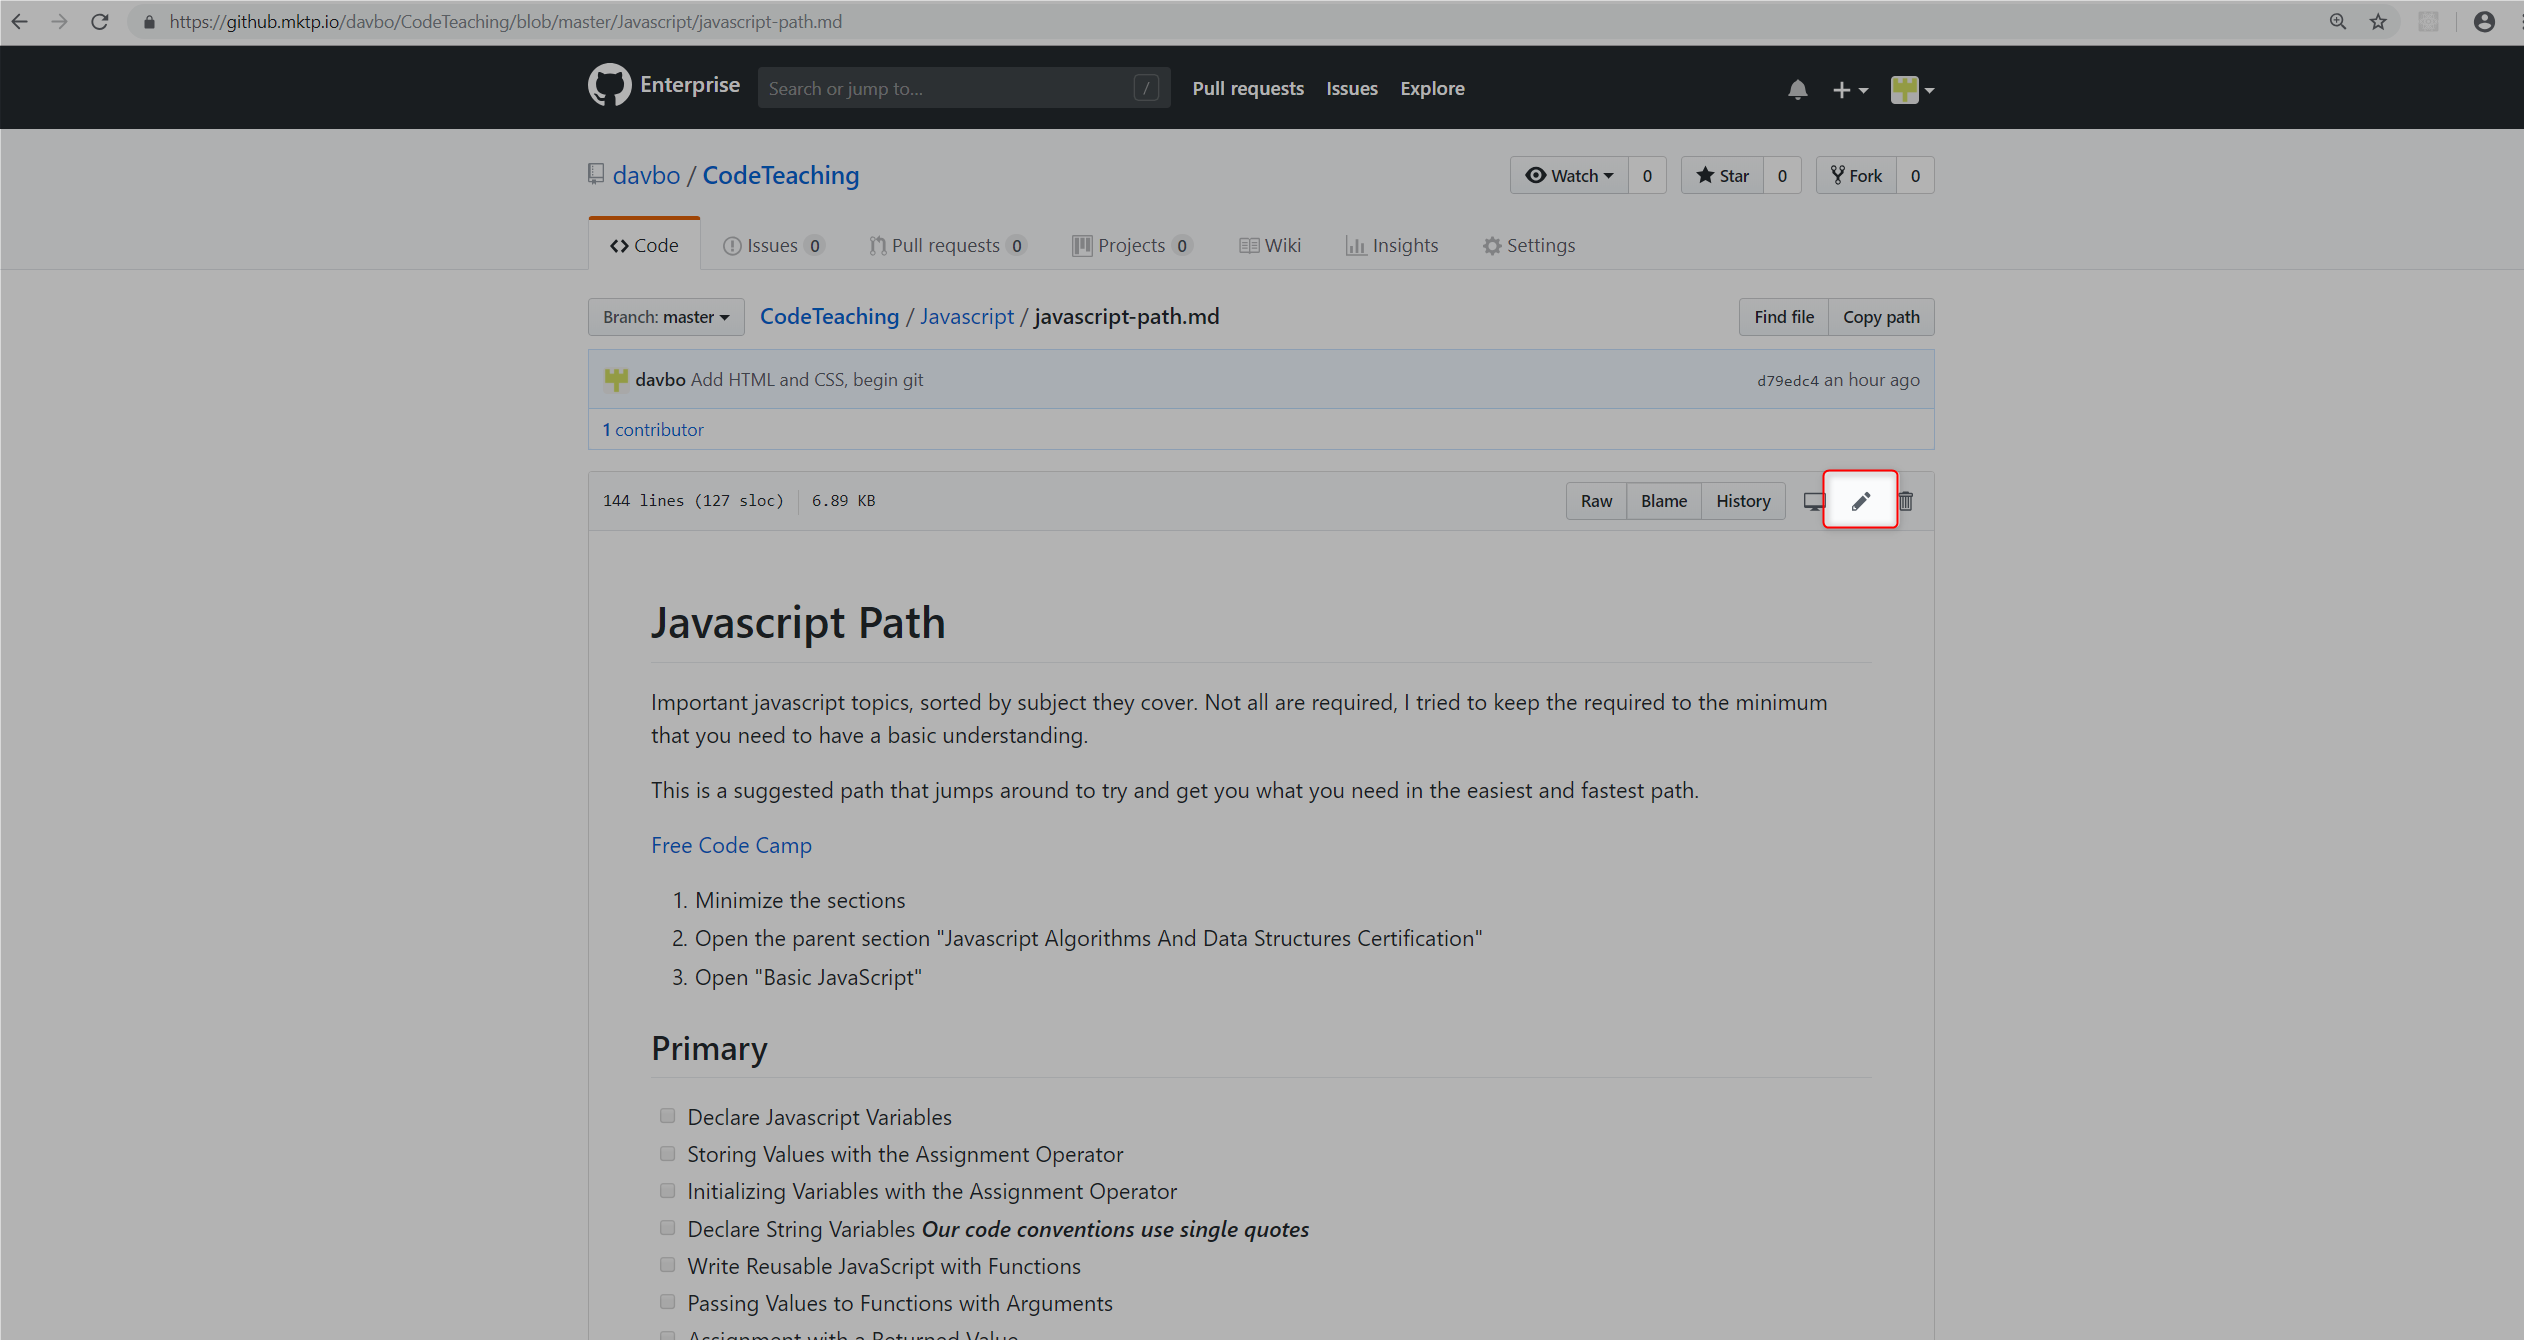 https://github.mktp.io/davbo/CodeTeaching/blob/master/Javascript/javascript-path.md
Enterprise Search or jump to... / Pull requests Issues Explore
davbo / CodeTeaching Watch 0 Star 0 Fork 0
Code Issues 0 Pull requests 0 Projects 0 Wiki Insights Settings
Branch: master CodeTeaching / Javascript / javascript-path.md Find file Copy path
davbo Add HTML and CSS, begin git d79edc4 an hour ago
1 contributor
144 lines (127 sloc) 6.89 KB Raw Blame History
Javascript Path
Important javascript topics, sorted by subject they cover. Not all are required, I tried to keep the required to the minimum
that you need to have a basic understanding.
This is a suggested path that jumps around to try and get you what you need in the easiest and fastest path.
Free Code Camp
1. Minimize the sections
2. Open the parent section "Javascript Algorithms And Data Structures Certification"
3. Open "Basic JavaScript"
Primary
Declare Javascript Variables
Storing Values with the Assignment Operator
Initializing Variables with the Assignment Operator
Declare String Variables Our code conventions use single quotes
Write Reusable JavaScript with Functions
Passing Values to Functions with Arguments
Assignment with a Returned Value